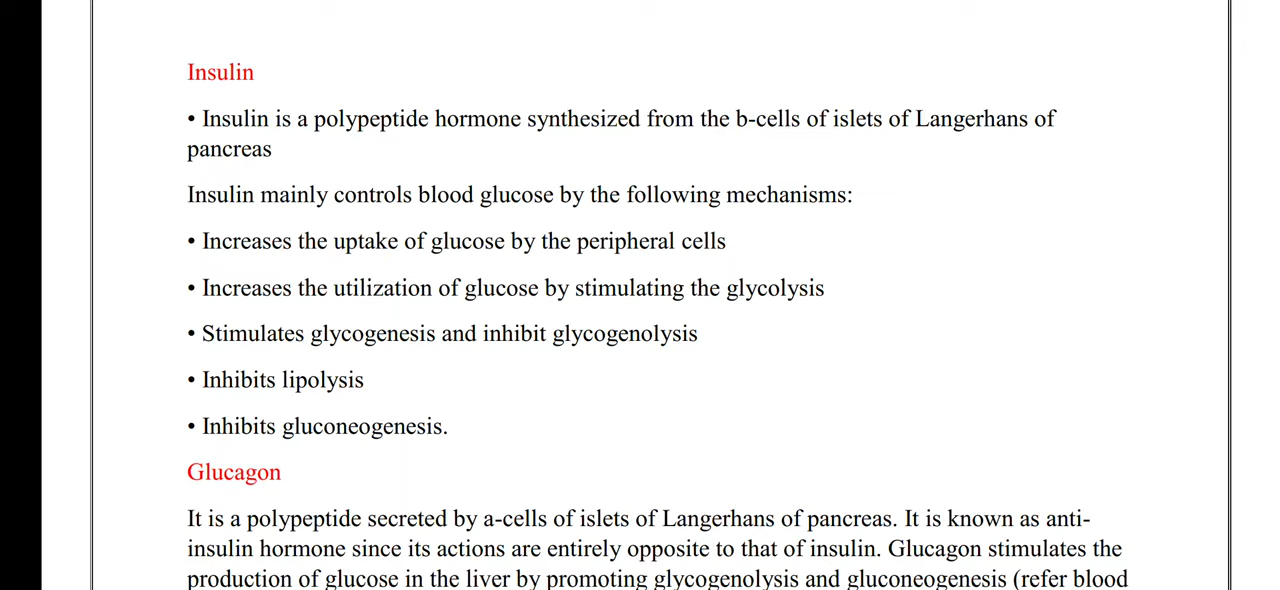 Insulin
• Insulin is a polypeptide hormone synthesized from the b-cells of islets of Langerhans of
pancreas
Insulin mainly controls blood glucose by the following mechanisms:
• Increases the uptake of glucose by the peripheral cells
• Increases the utilization of glucose by stimulating the glycolysis
• Stimulates glycogenesis and inhibit glycogenolysis
• Inhibits lipolysis
• Inhibits gluconeogenesis.
Glucagon
It is a polypeptide secreted by a-cells of islets of Langerhans of pancreas. It is known as anti-
insulin hormone since its actions are entirely opposite to that of insulin. Glucagon stimulates the
production of glucose in the liver by promoting glycogenolysis and gluconeogenesis (refer blood